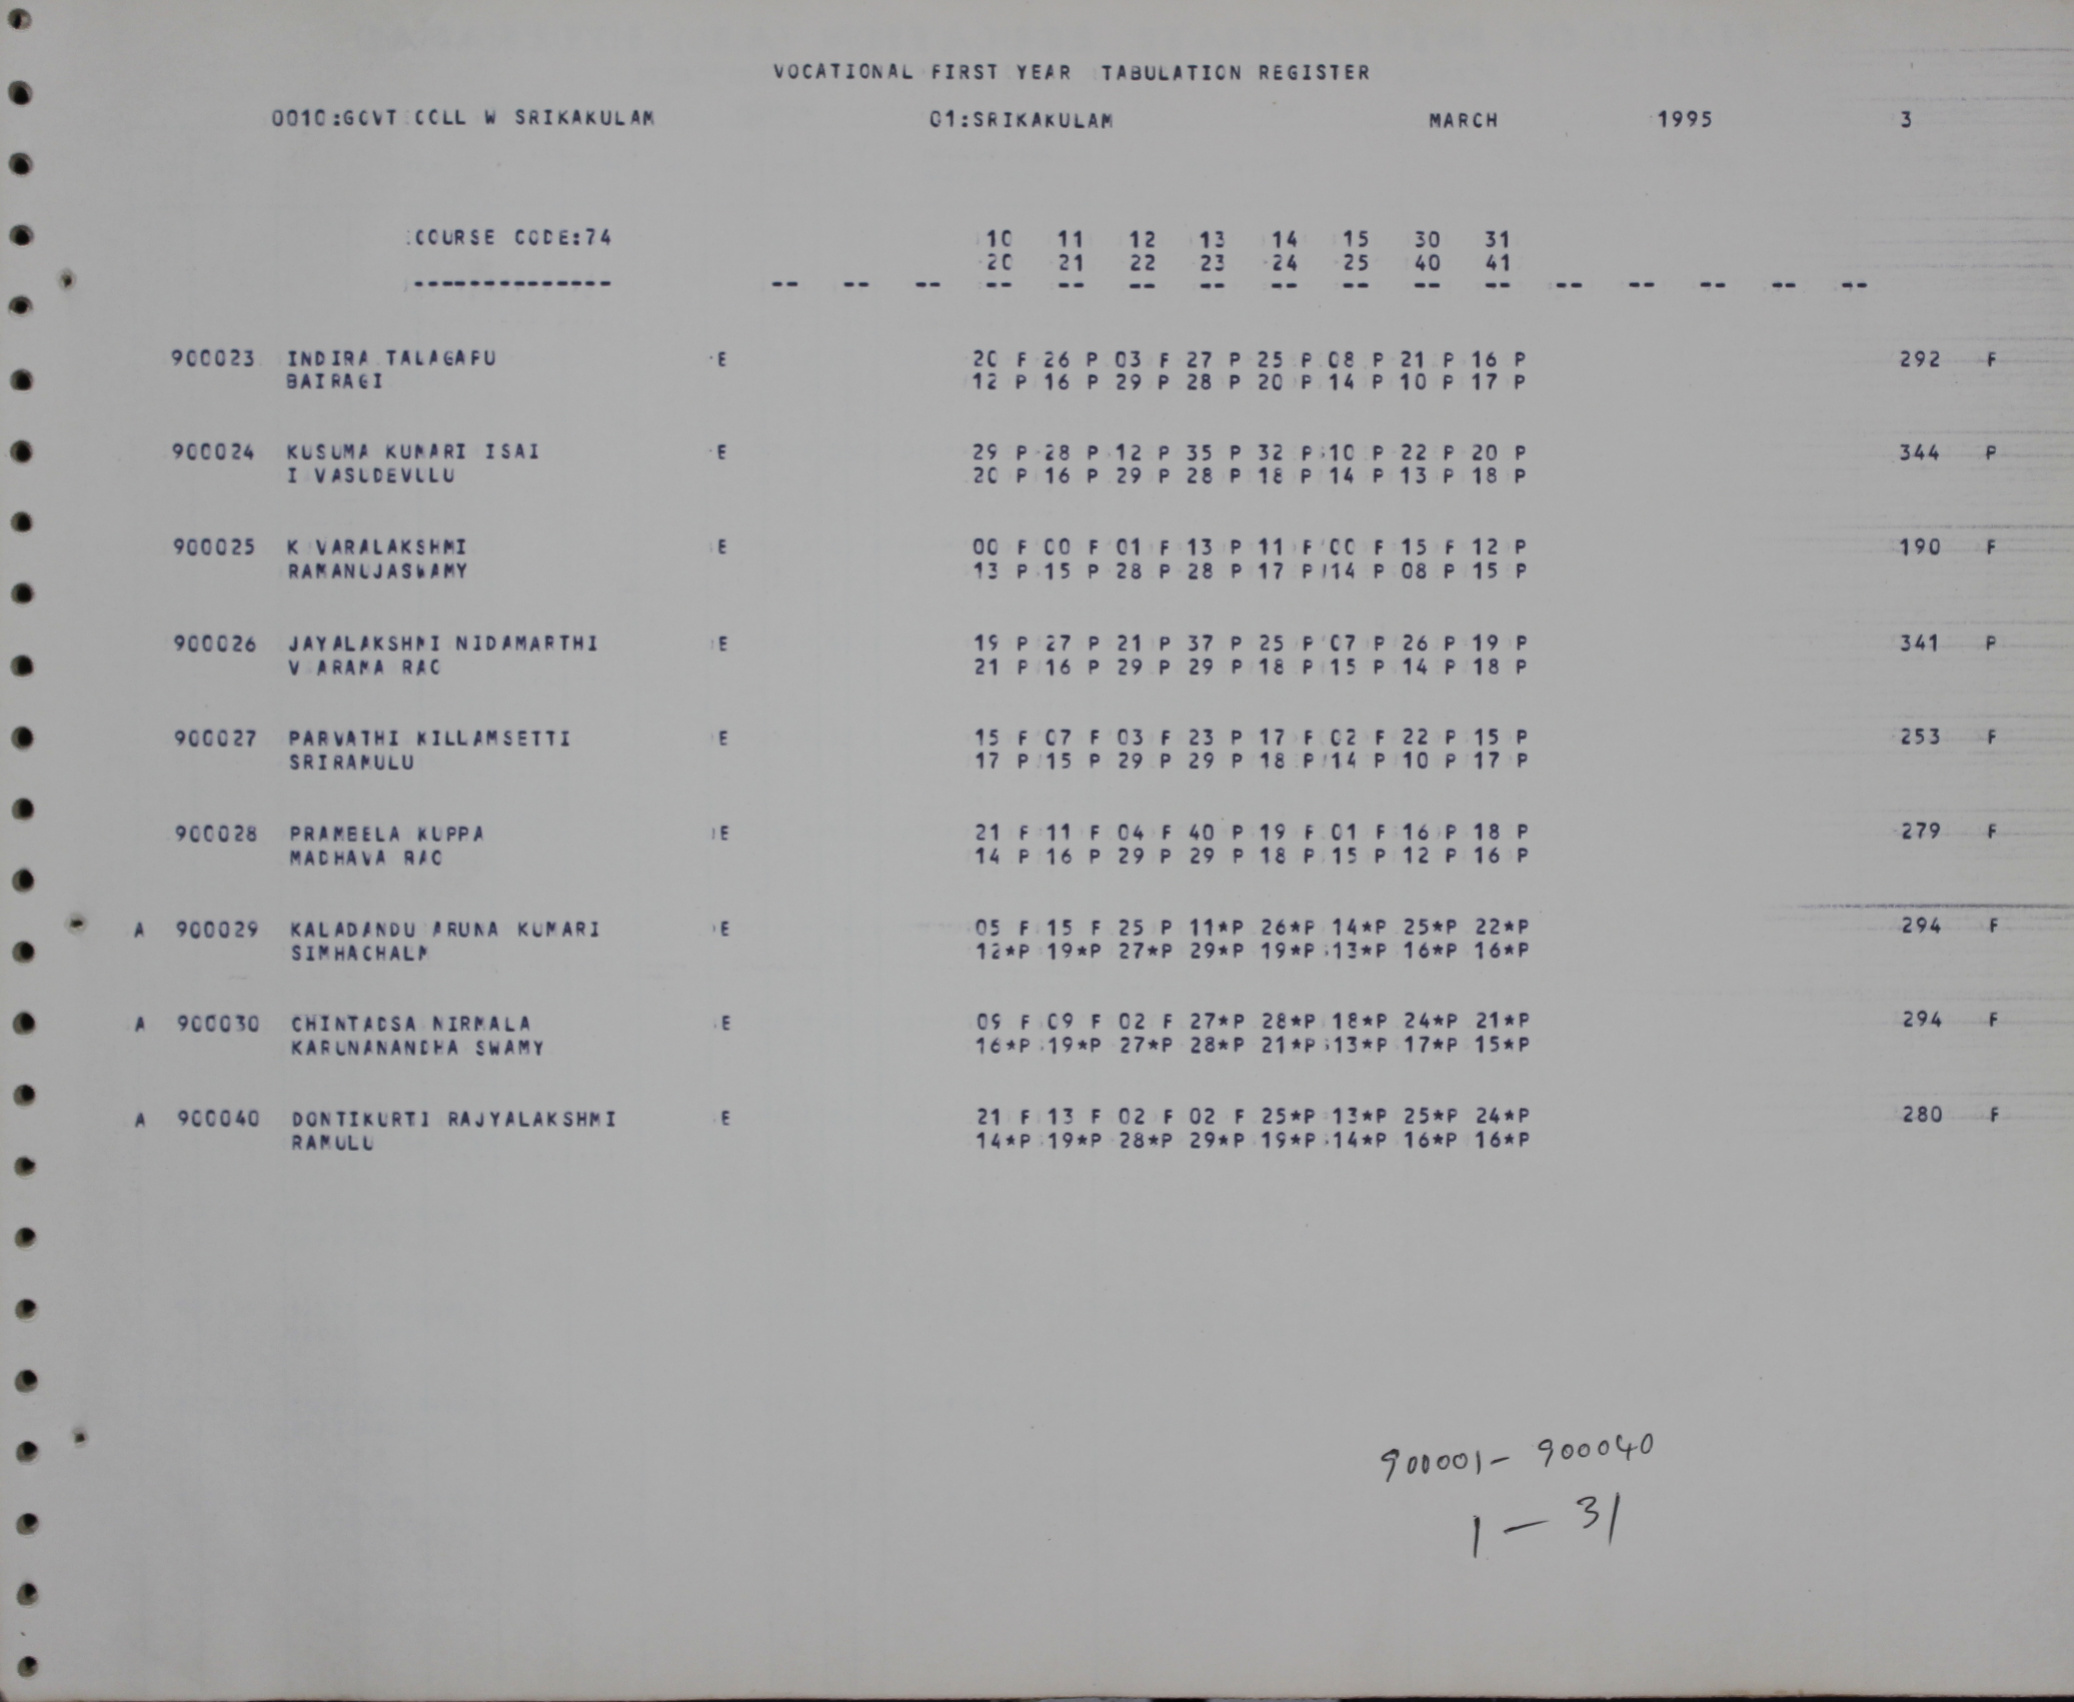 VOCATIONAL FIRST YEAR TABULATION REGISTER
0010:GOVT COLL W SRIKAKULAM 01:SRIKAKULAM MARCH 1995 3
COURSE CODE:74 10 11 12 13 14 15 30 31
20 21 22 23 24 25 40 41
-------------- -- -- -- -- -- -- -- -- -- -- -- -- -- -- -- --
900023 INDIRA TALAGAPU E 20 F 26 P 03 F 27 P 25 P 08 P 21 P 16 P 292 F
BAIRAGI 12 P 16 P 29 P 28 P 20 P 14 P 10 P 17 P
900024 KUSUMA KUMARI ISAI E 29 P 28 P 12 P 35 P 32 P 10 P 22 P 20 P 344 P
I VASUDEVULU 20 P 16 P 29 P 28 P 18 P 14 P 13 P 18 P
900025 K VARALAKSHMI E 00 F 00 F 01 F 13 P 11 F 00 F 15 F 12 P 190 F
RAMANUJASWAMY 13 P 15 P 28 P 28 P 17 P 14 P 08 P 15 P
900026 JAYALAKSHMI NIDAMARTHI E 19 P 27 P 21 P 37 P 25 P 07 P 26 P 19 P 341 P
V ARAMA RAO 21 P 16 P 29 P 29 P 18 P 15 P 14 P 18 P
900027 PARVATHI KILLAMSETTI E 15 F 07 F 03 F 23 P 17 F 02 F 22 P 15 P 253 F
SRIRAMULU 17 P 15 P 29 P 29 P 18 P 14 P 10 P 17 P
900028 PRAMEELA KUPPA E 21 F 11 F 04 F 40 P 19 F 01 F 16 P 18 P 279 F
MADHAVA RAO 14 P 16 P 29 P 29 P 18 P 15 P 12 P 16 P
A 900029 KALADANDU ARUNA KUMARI E 05 F 15 F 25 P 11*P 26*P 14*P 25*P 22*P 294 F
SIMHACHALM 12*P 19*P 27*P 29*P 19*P 13*P 16*P 16*P
A 900030 CHINTADSA NIRMALA E 09 F 09 F 02 F 27*P 28*P 18*P 24*P 21*P 294 F
KARUNANANDHA SWAMY 16*P 19*P 27*P 28*P 21*P 13*P 17*P 15*P
A 900040 DONTIKURTI RAJYALAKSHMI E 21 F 13 F 02 F 02 F 25*P 13*P 25*P 24*P 280 F
RAMULU 14*P 19*P 28*P 29*P 19*P 14*P 16*P 16*P
900001- 900040
1 - 31